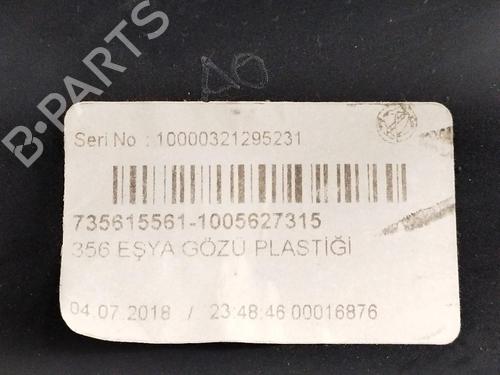 B-PARTS
Seri No : 10000321295231
735615561-1005627315
356 EŞYA GÖZÜ PLASTİĞİ
04.07.2018 / 23:48:46 00016876